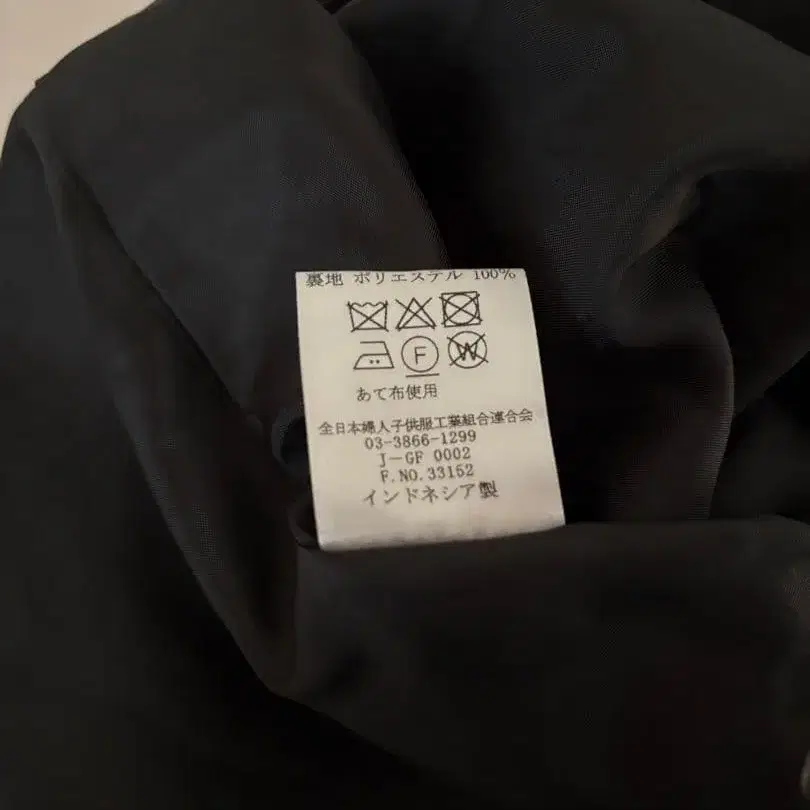 裏地 ポリエステル 100%
F W
あて布使用
全日本婦人子供服工業組合連合会
03-3866-1299
J-GF 0002
F.NO.33152
インドネシア製